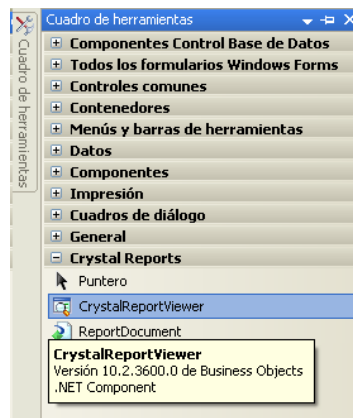 Cuadro de herramientas
Cuadro de herramientas
Componentes Control Base de Datos
Todos los formularios Windows Forms
Controles comunes
Contenedores
Menús y barras de herramientas
Datos
Componentes
Impresión
Cuadros de diálogo
General
Crystal Reports
Puntero
CrystalReportViewer
ReportDocument
CrystalReportViewer
Versión 10.2.3600.0 de Business Objects
.NET Component